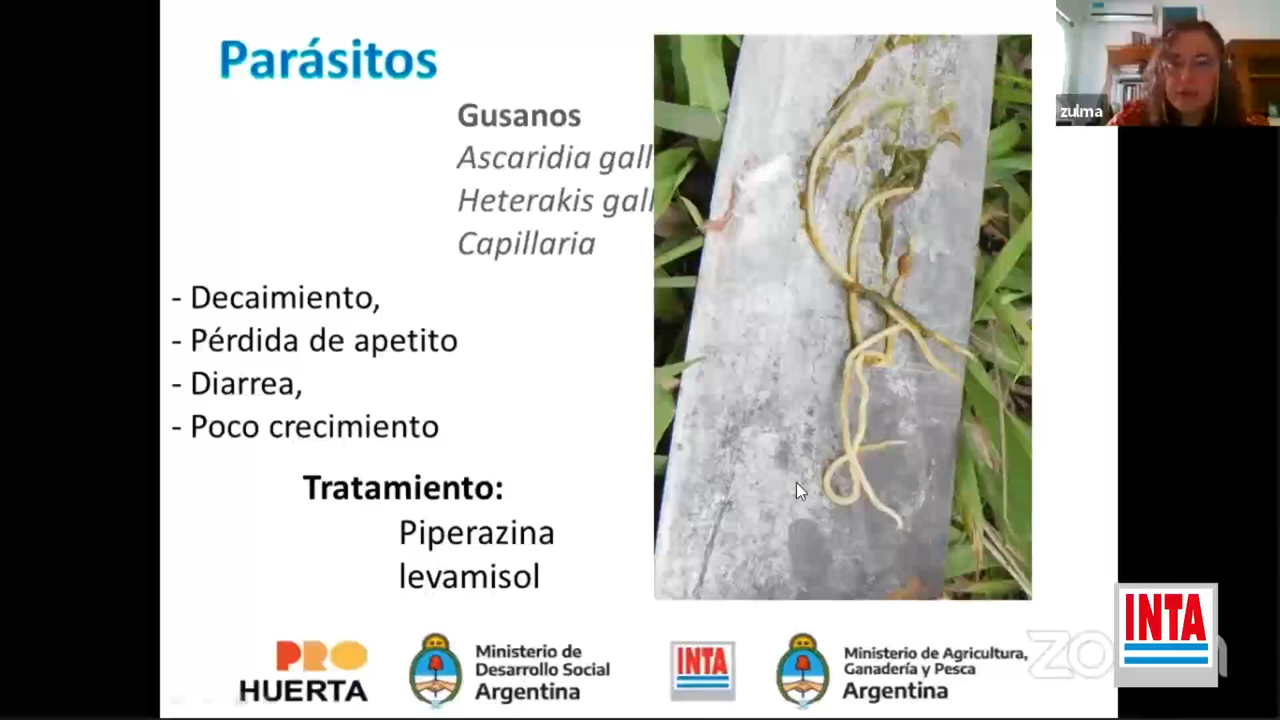 Parásitos
Gusanos
Ascaridia gall
Heterakis gall
Capillaria
- Decaimiento,
- Pérdida de apetito
- Diarrea,
- Poco crecimiento
Tratamiento:
Piperazina
levamisol
zulma
PRO
HUERTA
Ministerio de
Desarrollo Social
Argentina
INTA
Ministerio de Agricultura,
Ganadería y Pesca
Argentina
INTA